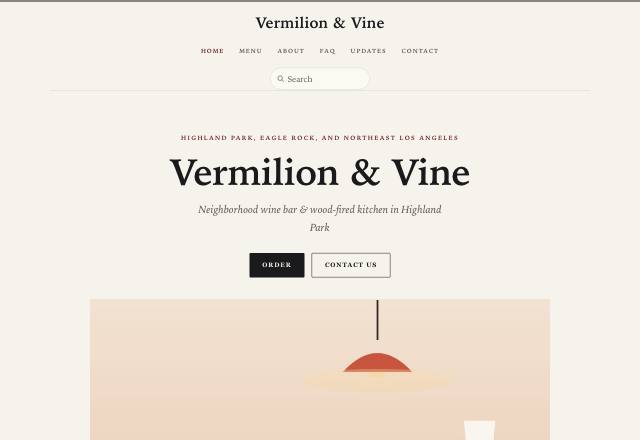 Vermilion & Vine
HOME MENU ABOUT FAQ UPDATES CONTACT
Search
HIGHLAND PARK, EAGLE ROCK, AND NORTHEAST LOS ANGELES
Vermilion & Vine
Neighborhood wine bar & wood-fired kitchen in Highland
Park
ORDER CONTACT US